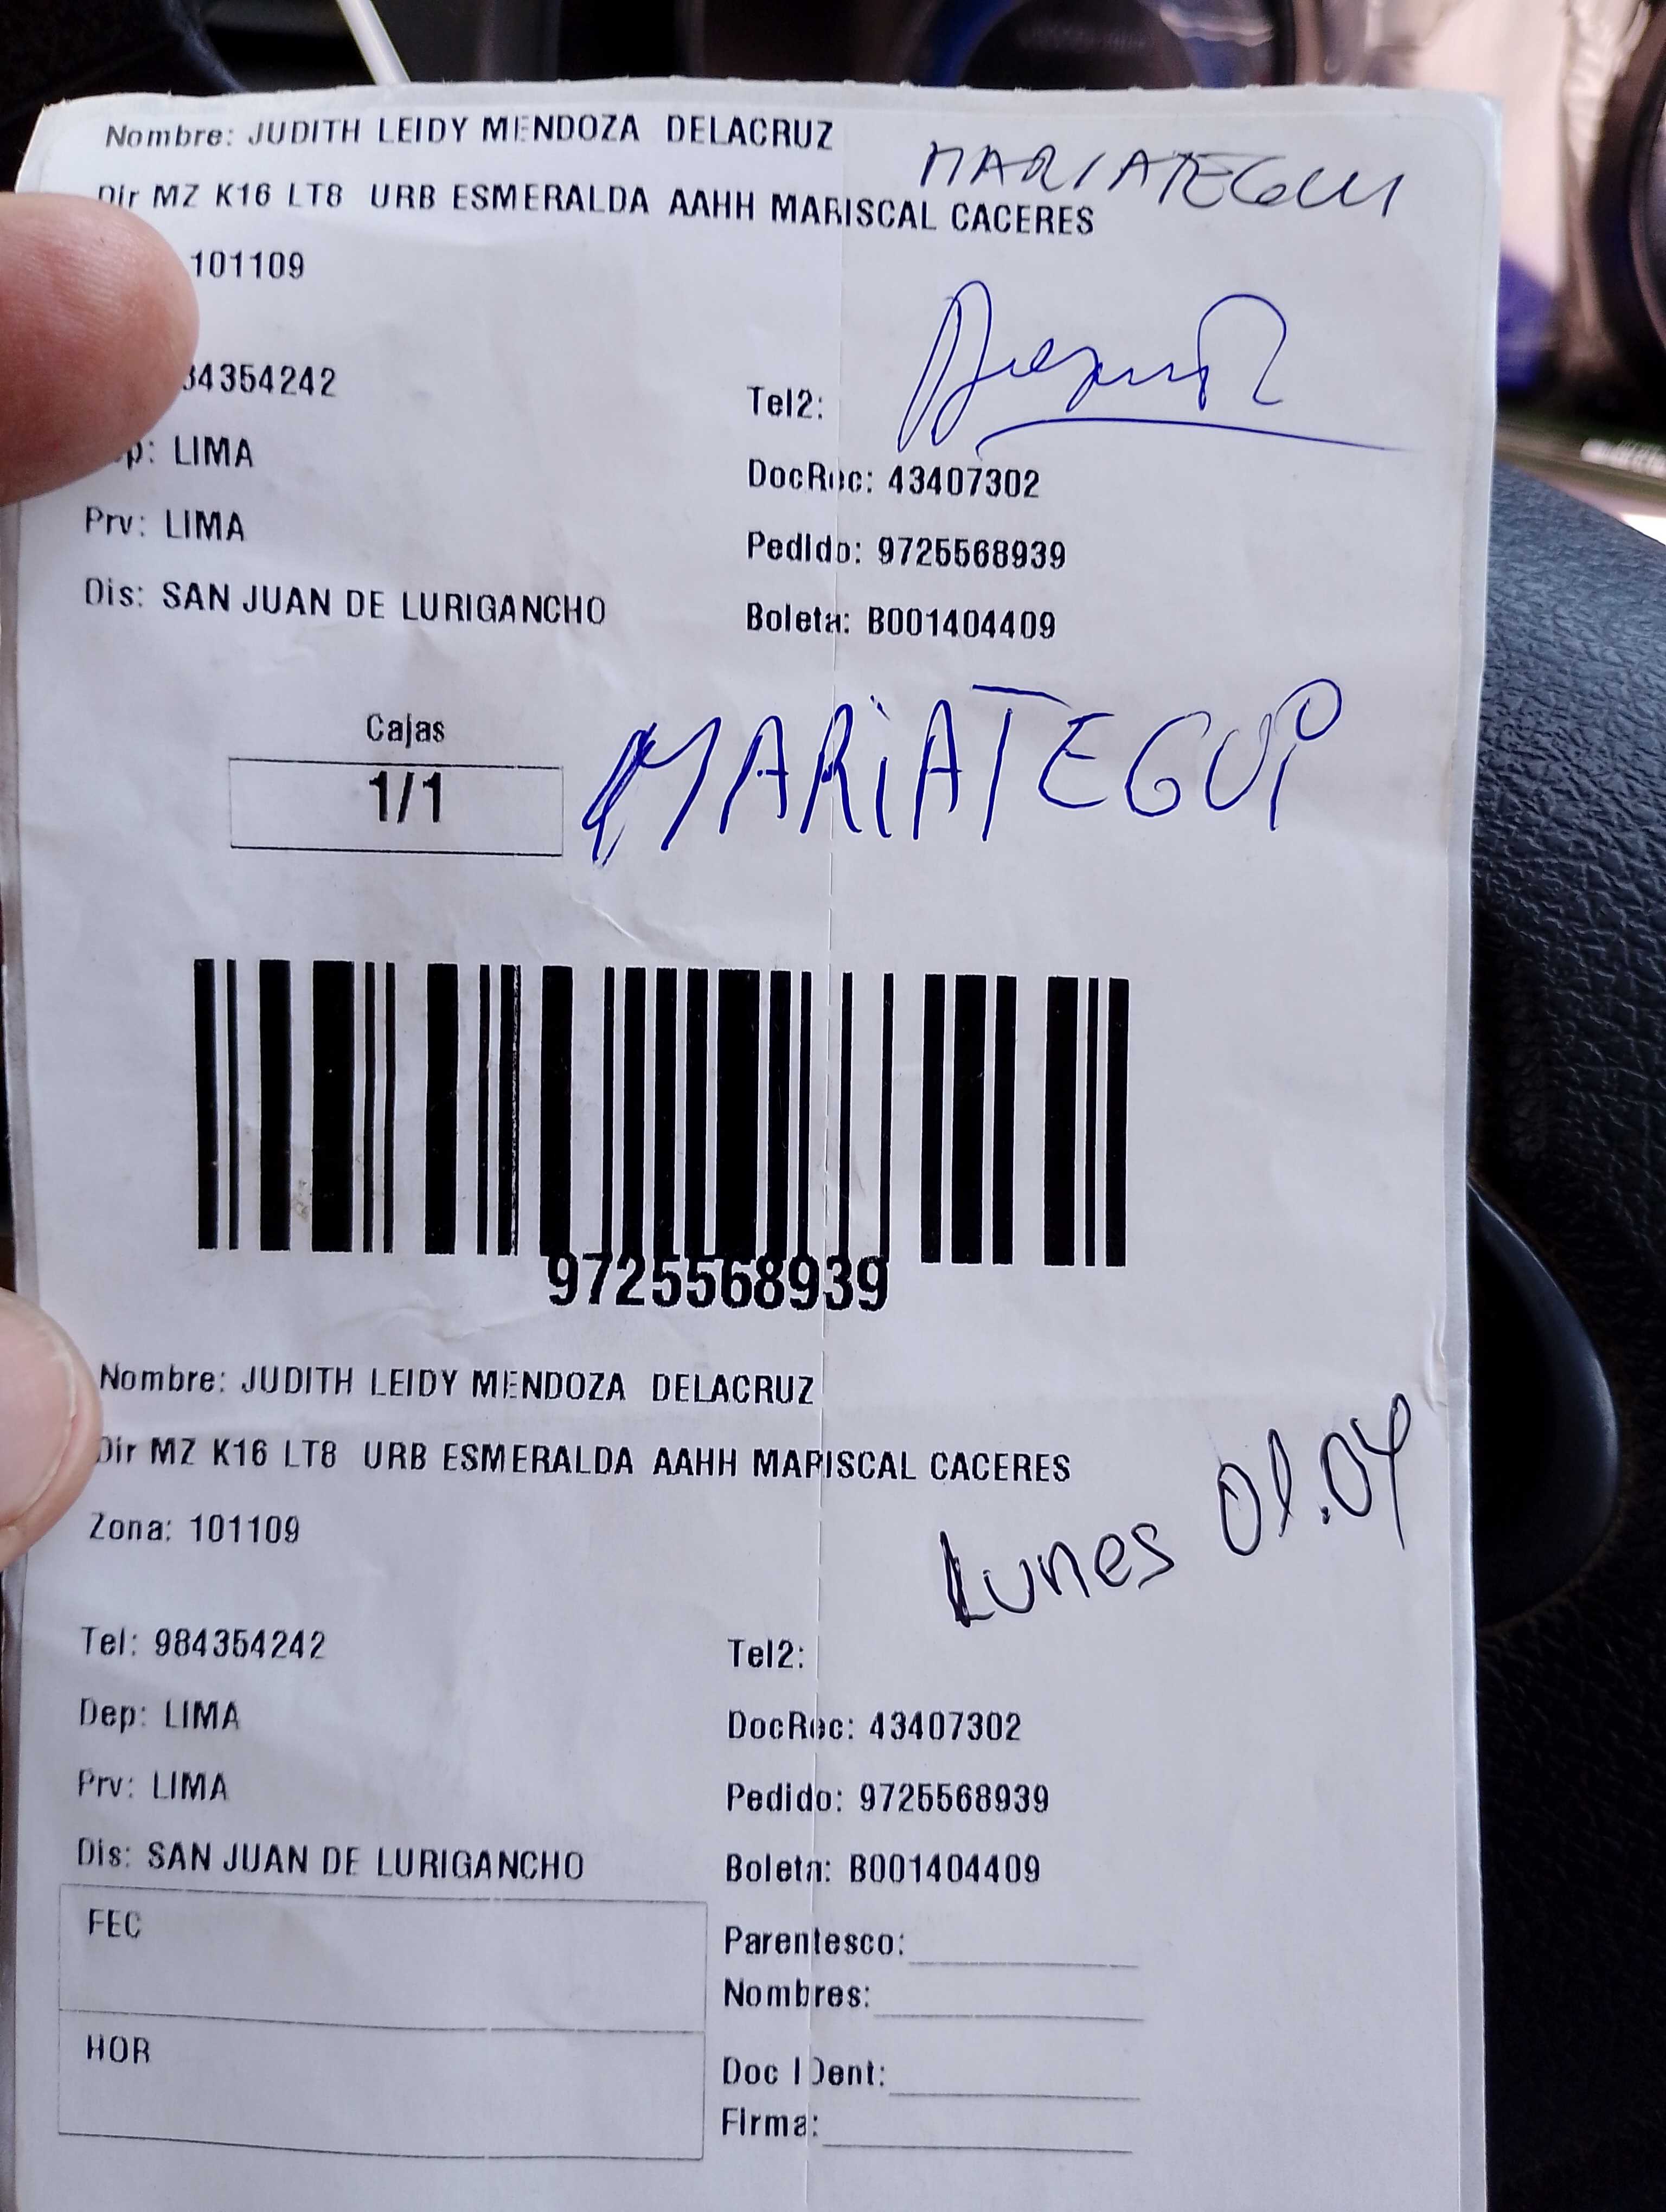 Nombre: JUDITH LEIDY MENDOZA DELACRUZ
MARIATEGUI
Dir MZ K16 LT8 URB ESMERALDA AAHH MARISCAL CACERES
101109
84354242
Tel2:
p: LIMA
DocRec: 43407302
Prv: LIMA
Pedido: 9725568939
Dis: SAN JUAN DE LURIGANCHO
Boleta: B001404409
Cajas
1/1
MARIATEGUI
9725568939
Nombre: JUDITH LEIDY MENDOZA DELACRUZ
Dir MZ K16 LT8 URB ESMERALDA AAHH MARISCAL CACERES
Lunes 01.04
Zona: 101109
Tel: 984354242
Tel2:
Dep: LIMA
DocRec: 43407302
Prv: LIMA
Pedido: 9725568939
Dis: SAN JUAN DE LURIGANCHO
Boleta: B001404409
FEC
Parentesco:
Nombres:
HOR
Doc IDent:
Firma: